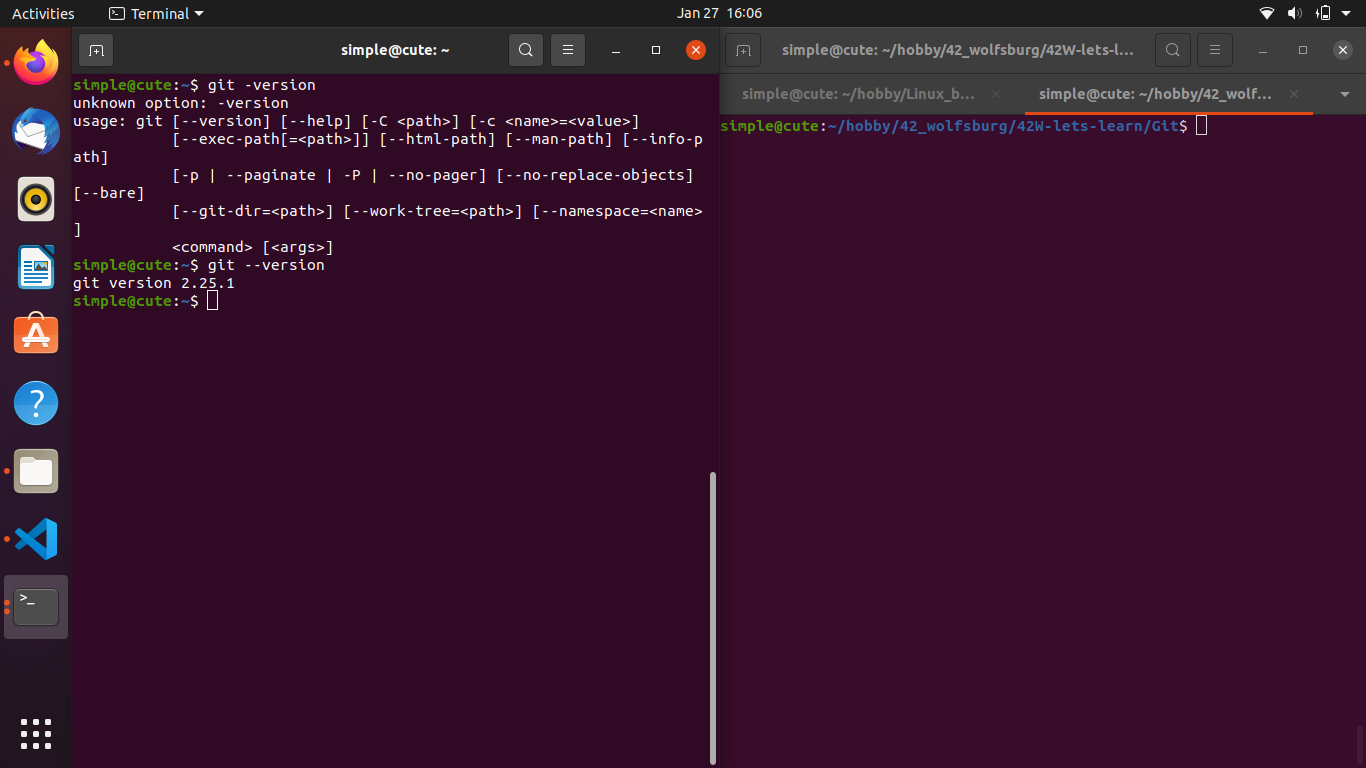 Activities
Terminal
Jan 27 16:06
simple@cute: ~
simple@cute:~$ git -version
unknown option: -version
usage: git [--version] [--help] [-C <path>] [-c <name>=<value>]
           [--exec-path[=<path>]] [--html-path] [--man-path] [--info-p
ath]
           [-p | --paginate | -P | --no-pager] [--no-replace-objects]
[--bare]
           [--git-dir=<path>] [--work-tree=<path>] [--namespace=<name>
]
           <command> [<args>]
simple@cute:~$ git --version
git version 2.25.1
simple@cute:~$
simple@cute: ~/hobby/42_wolfsburg/42W-lets-l...
simple@cute: ~/hobby/Linux_b...
simple@cute: ~/hobby/42_wolf...
simple@cute:~/hobby/42_wolfsburg/42W-lets-learn/Git$